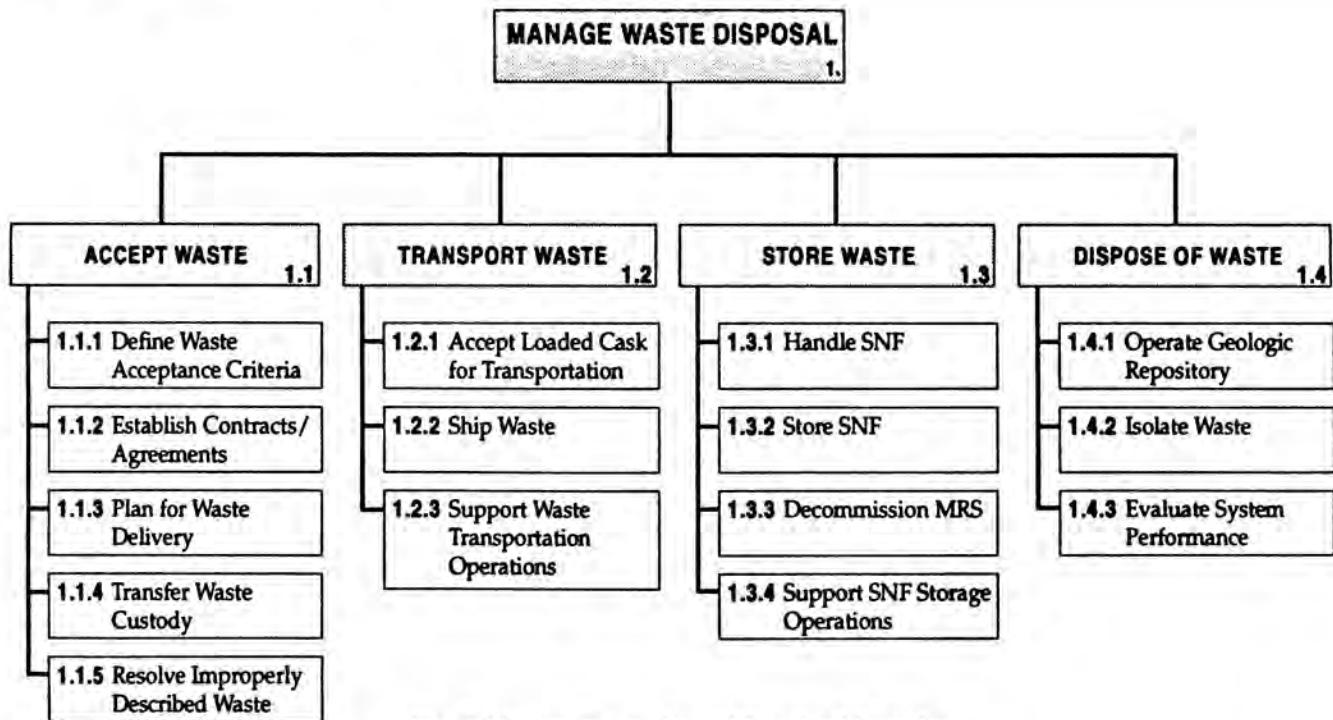 MANAGE WASTE DISPOSAL
1.
ACCEPT WASTE
1.1
1.1.1 Define Waste
Acceptance Criteria
1.1.2 Establish Contracts/
Agreements
1.1.3 Plan for Waste
Delivery
1.1.4 Transfer Waste
Custody
1.1.5 Resolve Improperly
Described Waste
TRANSPORT WASTE
1.2
1.2.1 Accept Loaded Cask
for Transportation
1.2.2 Ship Waste
1.2.3 Support Waste
Transportation
Operations
STORE WASTE
1.3
1.3.1 Handle SNF
1.3.2 Store SNF
1.3.3 Decommission MRS
1.3.4 Support SNF Storage
Operations
DISPOSE OF WASTE
1.4
1.4.1 Operate Geologic
Repository
1.4.2 Isolate Waste
1.4.3 Evaluate System
Performance